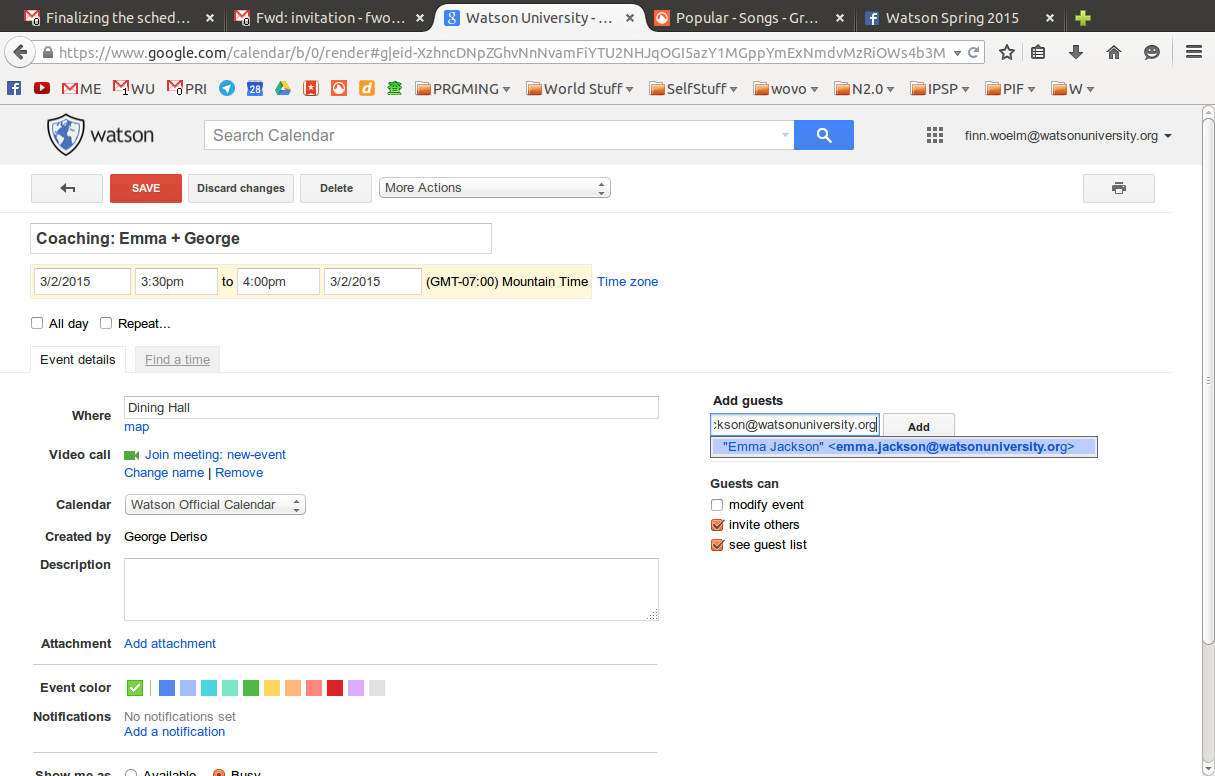 Finalizing the sched... × Fwd: invitation - fwo... × Watson University - ... × Popular - Songs - Gr... × Watson Spring 2015 ×
https://www.google.com/calendar/b/0/render#
ME WU PRI 28 PRGMING World Stuff SelfStuff wovo N2.0 IPSP PIF W
watson Search Calendar finn.woelm@watsonuniversity.org
SAVE Discard changes Delete More Actions
Coaching: Emma + George
3/2/2015 3:30pm to 4:00pm 3/2/2015 (GMT-07:00) Mountain Time Time zone
All day Repeat...
Event details Find a time
Add guests
Where Dining Hall
map
:kson@watsonuniversity.org Add
"Emma Jackson" <emma.jackson@watsonuniversity.org>
Video call Join meeting: new-event
Change name | Remove
Guests can
Calendar Watson Official Calendar
modify event
invite others
see guest list
Created by George Deriso
Description
Attachment Add attachment
Event color
Notifications No notifications set
Add a notification
Show me as Available Busy